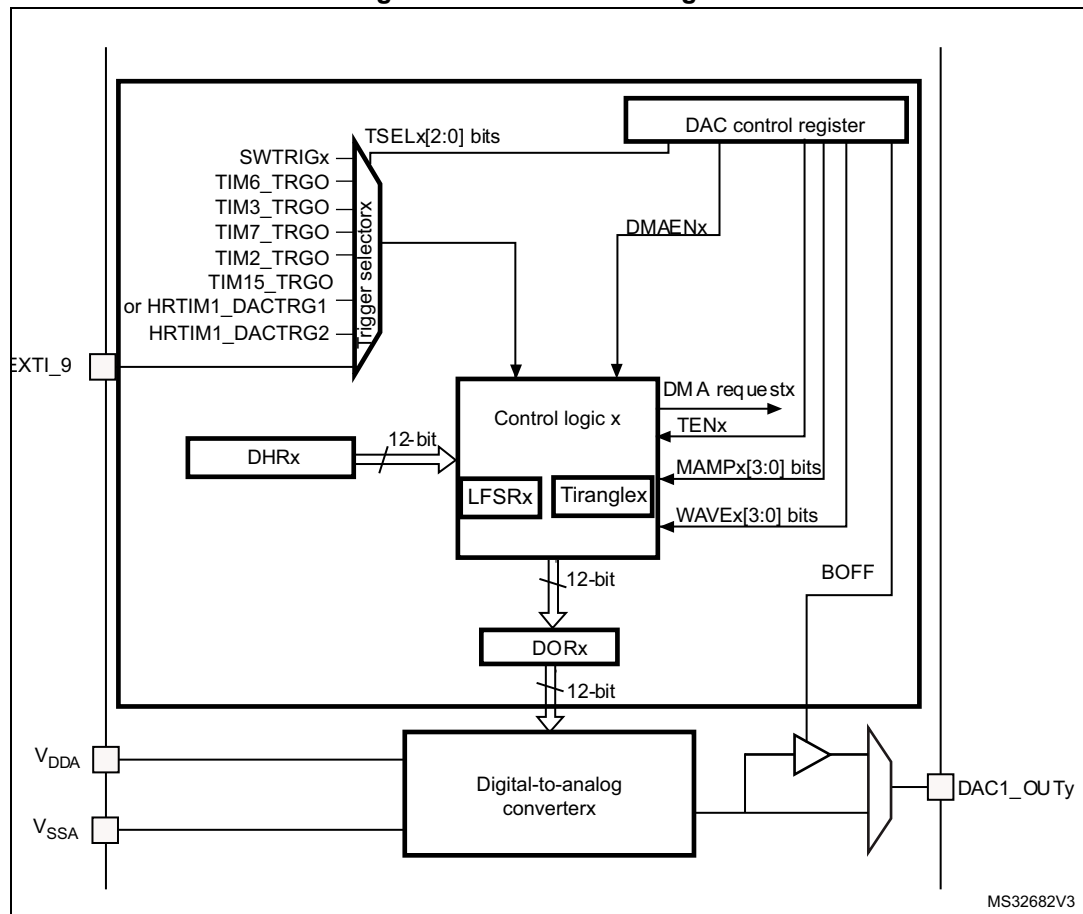 DAC control register
TSELx[2:0] bits
SWTRIGx
TIM6_TRGO
TIM3_TRGO
TIM7_TRGO
TIM2_TRGO
TIM15_TRGO
or HRTIM1_DACTRG1
HRTIM1_DACTRG2
Trigger selectorx
DMAENx
EXTI_9
Control logic x
DMA requestx
TENx
12-bit
DHRx
MAMPx[3:0] bits
LFSRx
Tiranglex
WAVEx[3:0] bits
12-bit
BOFF
DORx
12-bit
VDDA
Digital-to-analog
converterx
DAC1_OUTy
VSSA
MS32682V3